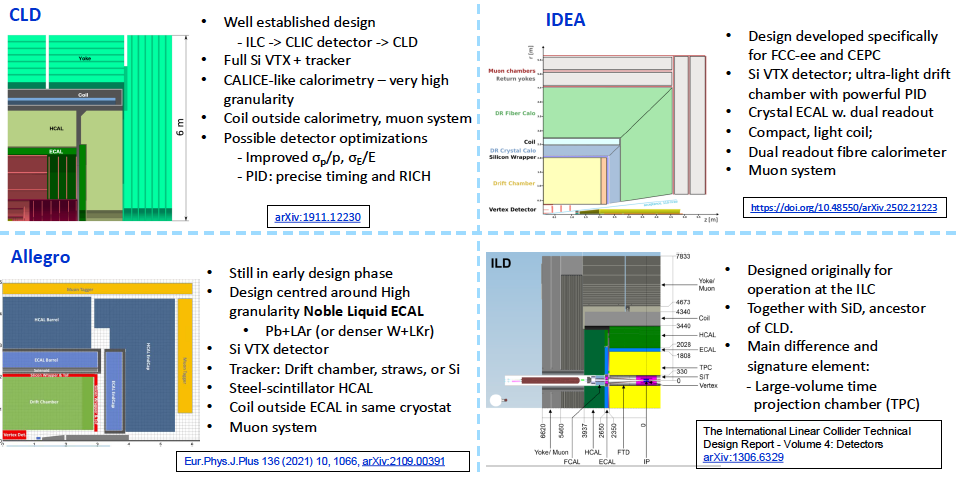 CLD
Yoke
Coil
HCAL
ECAL
6 m
• Well established design
- ILC -> CLIC detector -> CLD
• Full Si VTX + tracker
• CALICE-like calorimetry – very high
granularity
• Coil outside calorimetry, muon system
• Possible detector optimizations
- Improved σp/p, σE/E
- PID: precise timing and RICH
arXiv:1911.12230
IDEA
z [m]
Muon chambers
Return yokes
DR Fiber Calo
Coil
DR Crystal Calo
Silicon Wrapper
Drift Chamber
Vertex Detector
z [m]
• Design developed specifically
for FCC-ee and CEPC
• Si VTX detector; ultra-light drift
chamber with powerful PID
• Crystal ECAL w. dual readout
• Compact, light coil;
• Dual readout fibre calorimeter
• Muon system
https://doi.org/10.48550/arXiv.2502.21223
Allegro
Muon Tagger
HCAL Barrel
HCAL Endcap
Muon Tagger
ECAL Barrel
Solenoid
Silicon Wrapper & ToF
ECAL Endcap
Drift Chamber
Vertex Det.
• Still in early design phase
• Design centred around High
granularity Noble Liquid ECAL
• Pb+LAr (or denser W+LKr)
• Si VTX detector
• Tracker: Drift chamber, straws, or Si
• Steel-scintillator HCAL
• Coil outside ECAL in same cryostat
• Muon system
Eur.Phys.J.Plus 136 (2021) 10, 1066, arXiv:2109.00391
ILD
7833
Yoke/
Muon
4673
4340
Coil
3440
HCAL
2028
ECAL
1808
TPC
330
SIT
0
Vertex
6620
5460
3937
2650
2350
0
Yoke/ Muon
HCAL
FTD
FCAL
ECAL
IP
• Designed originally for
operation at the ILC
• Together with SiD, ancestor
of CLD.
• Main difference and
signature element:
- Large-volume time
projection chamber (TPC)
The International Linear Collider Technical
Design Report - Volume 4: Detectors
arXiv:1306.6329